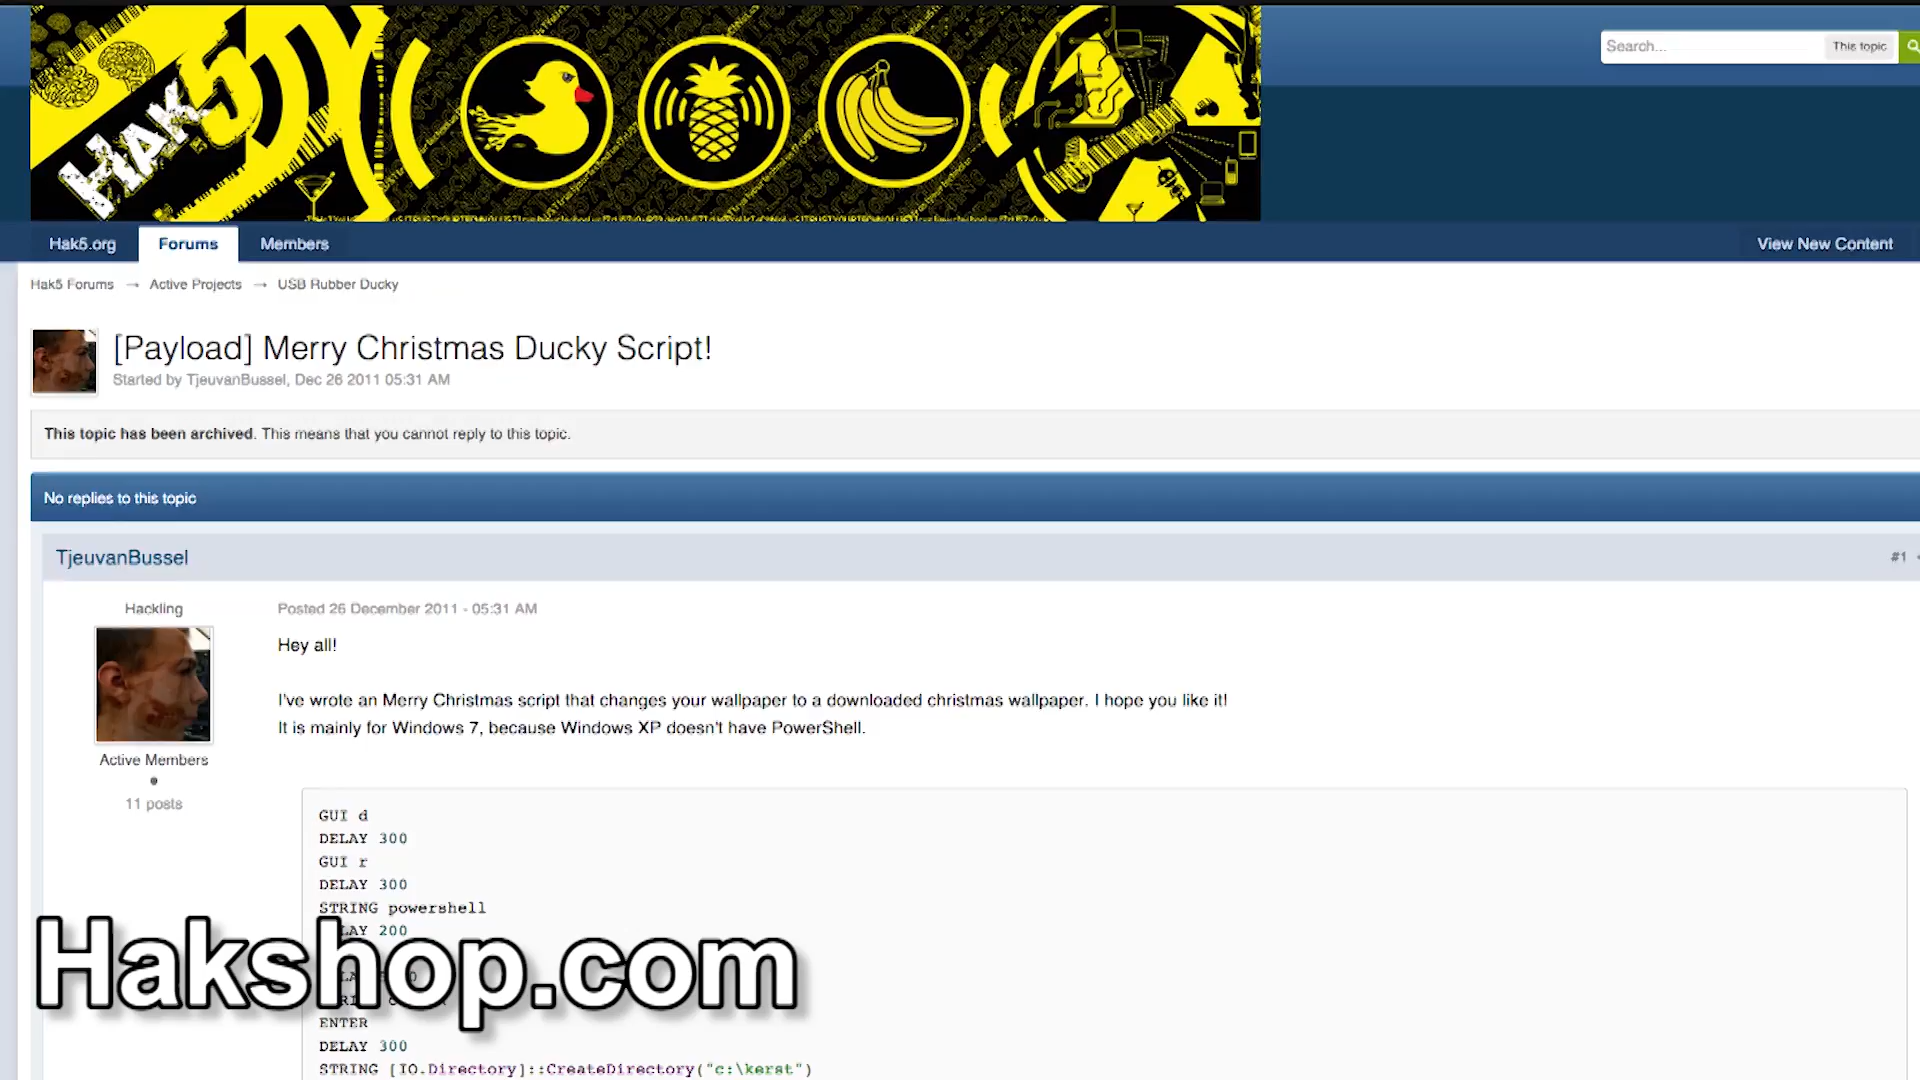 HAK5
Search...
This topic
Hak5.org
Forums
Members
View New Content
Hak5 Forums → Active Projects → USB Rubber Ducky
[Payload] Merry Christmas Ducky Script!
Started by TjeuvanBussel, Dec 26 2011 05:31 AM
This topic has been archived. This means that you cannot reply to this topic.
No replies to this topic
TjeuvanBussel
#1
Hackling
Active Members
11 posts
Posted 26 December 2011 - 05:31 AM
Hey all!
I've wrote an Merry Christmas script that changes your wallpaper to a downloaded christmas wallpaper. I hope you like it!
It is mainly for Windows 7, because Windows XP doesn't have PowerShell.
GUI d
DELAY 300
GUI r
DELAY 300
STRING powershell
200
ENTER
DELAY 300
STRING [IO.Directory]::CreateDirectory("c:\kerst")
Hakshop.com